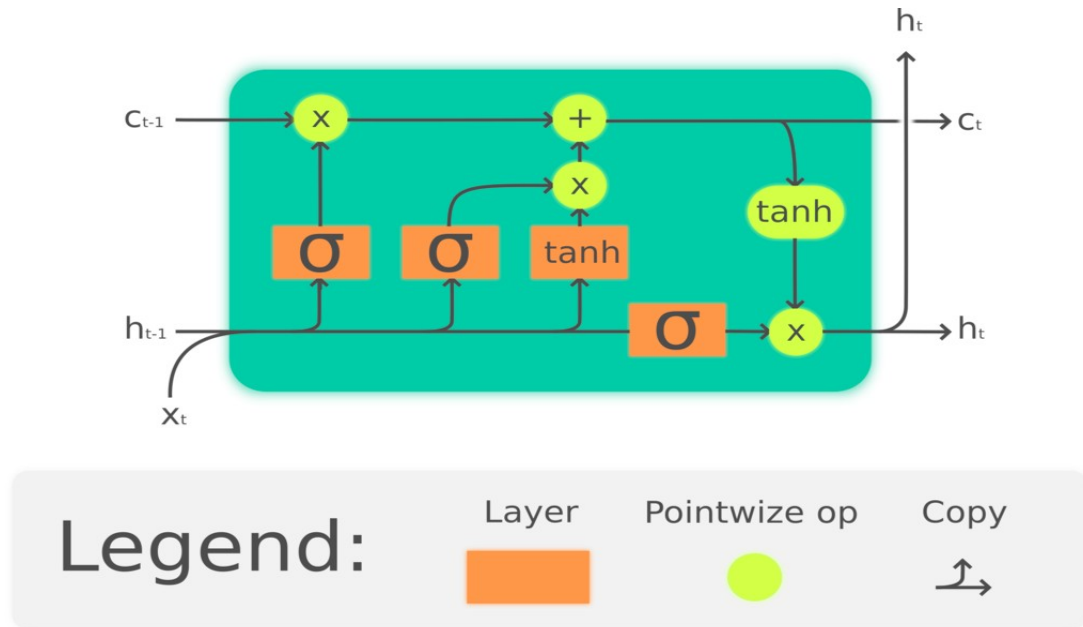 hₜ
cₜ₋₁ x + cₜ
x
tanh
σ σ tanh
hₜ₋₁ σ x hₜ
xₜ
Layer Pointwize op Copy
Legend: